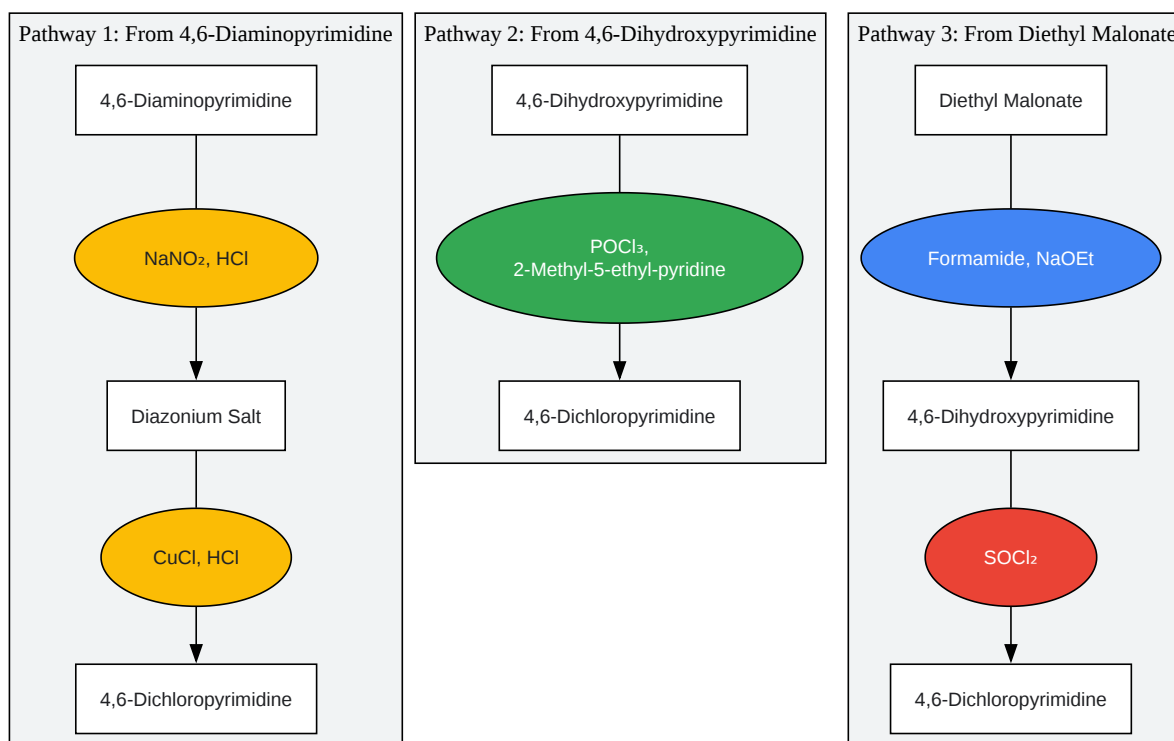 Pathway 1: From 4,6-Diaminopyrimidine
4,6-Diaminopyrimidine
NaNO₂, HCl
Diazonium Salt
CuCl, HCl
4,6-Dichloropyrimidine
Pathway 2: From 4,6-Dihydroxypyrimidine
4,6-Dihydroxypyrimidine
POCl₃,
2-Methyl-5-ethyl-pyridine
4,6-Dichloropyrimidine
Pathway 3: From Diethyl Malonate
Diethyl Malonate
Formamide, NaOEt
4,6-Dihydroxypyrimidine
SOCl₂
4,6-Dichloropyrimidine